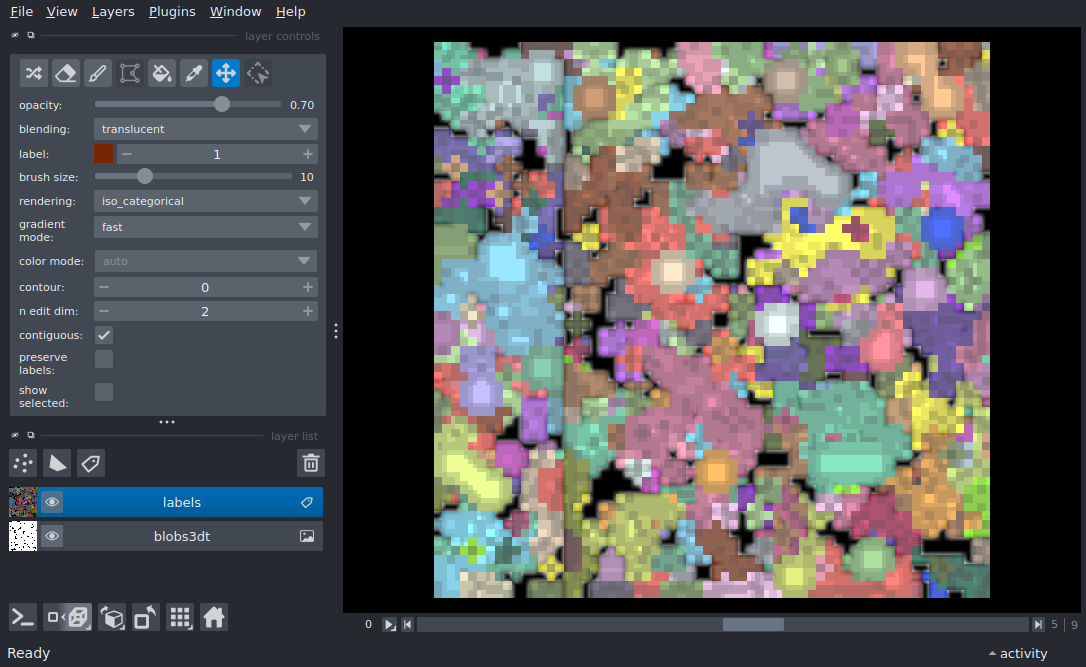 File View Layers Plugins Window Help
layer controls
opacity: 0.70
blending: translucent
label: 1
brush size: 10
rendering: iso_categorical
gradient
mode: fast
color mode: auto
contour: 0
n edit dim: 2
contiguous:
preserve
labels:
show
selected:
layer list
labels
blobs3dt
0 5 | 9
Ready activity